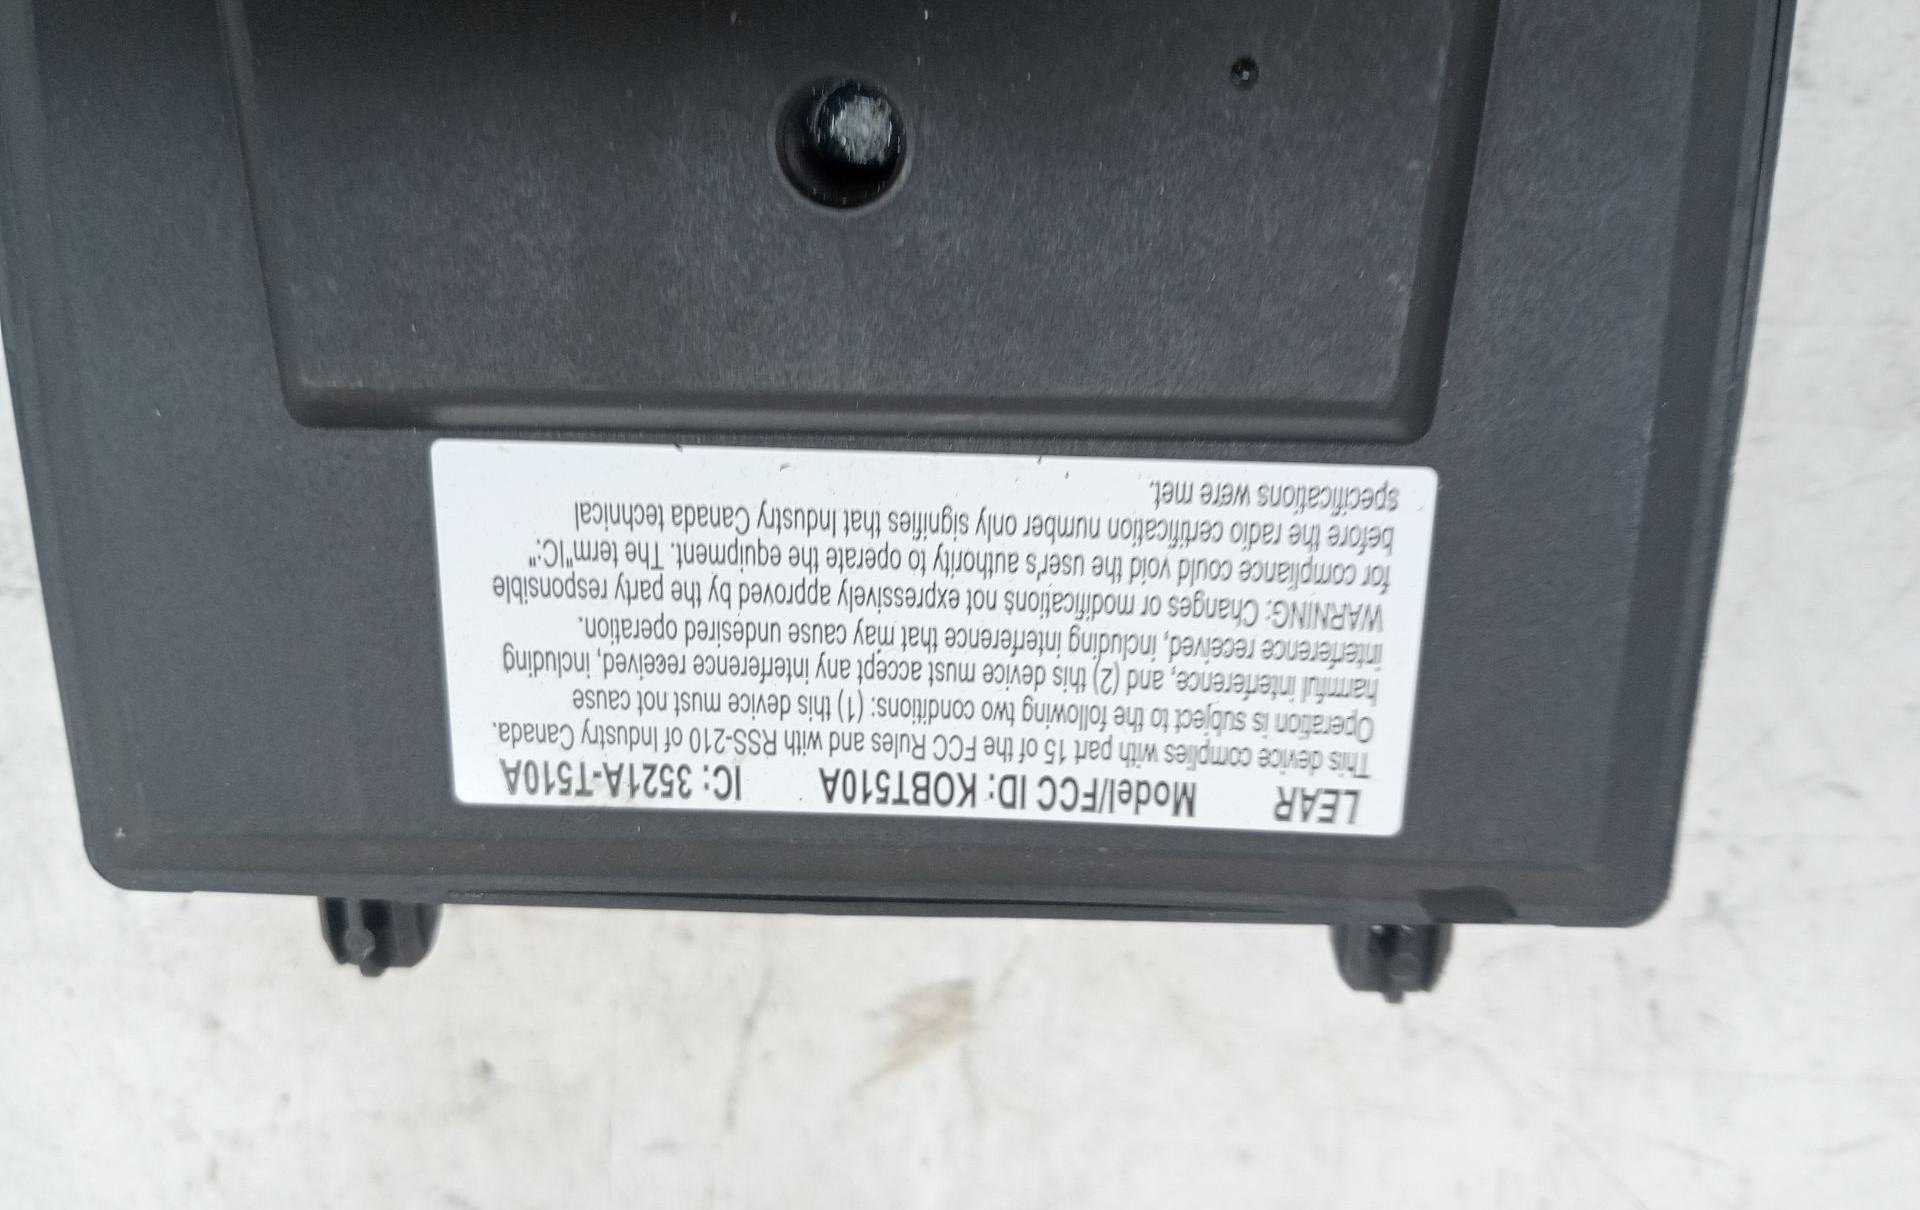 LEAR Model/FCC ID: KOBT510A IC: 3521A-T510A
This device complies with part 15 of the FCC Rules and with RSS-210 of Industry Canada.
Operation is subject to the following two conditions: (1) this device must not cause
harmful interference, and (2) this device must accept any interference received, including
interference received, including interference that may cause undesired operation.
WARNING: Changes or modifications not expressively approved by the party responsible
for compliance could void the user's authority to operate the equipment. The term"IC:"
before the radio certification number only signifies that Industry Canada technical
specifications were met.